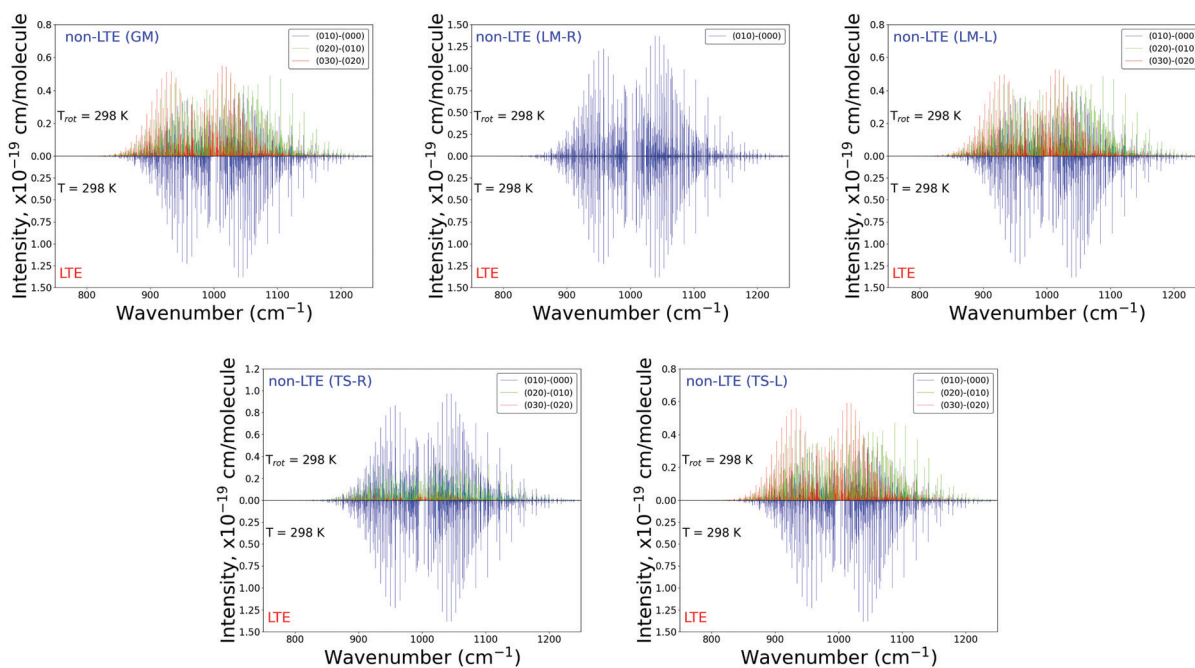 non-LTE (GM)
(010)-(000)
(020)-(010)
(030)-(020)
T_rot = 298 K
T = 298 K
LTE
Intensity, x10⁻¹⁹ cm/molecule
0.8
0.6
0.4
0.2
0.00
0.25
0.50
0.75
1.00
1.25
1.50
800 900 1000 1100 1200
Wavenumber (cm⁻¹)
non-LTE (LM-R)
(010)-(000)
T_rot = 298 K
T = 298 K
LTE
Intensity, x10⁻¹⁹ cm/molecule
1.50
1.25
1.00
0.75
0.50
0.25
0.00
0.25
0.50
0.75
1.00
1.25
1.50
800 900 1000 1100 1200
Wavenumber (cm⁻¹)
non-LTE (LM-L)
(010)-(000)
(020)-(010)
(030)-(020)
T_rot = 298 K
T = 298 K
LTE
Intensity, x10⁻¹⁹ cm/molecule
0.8
0.6
0.4
0.2
0.00
0.25
0.50
0.75
1.00
1.25
1.50
800 900 1000 1100 1200
Wavenumber (cm⁻¹)
non-LTE (TS-R)
(010)-(000)
(020)-(010)
(030)-(020)
T_rot = 298 K
T = 298 K
LTE
Intensity, x10⁻¹⁹ cm/molecule
1.2
1.0
0.8
0.6
0.4
0.2
0.00
0.25
0.50
0.75
1.00
1.25
1.50
800 900 1000 1100 1200
Wavenumber (cm⁻¹)
non-LTE (TS-L)
(010)-(000)
(020)-(010)
(030)-(020)
T_rot = 298 K
T = 298 K
LTE
Intensity, x10⁻¹⁹ cm/molecule
0.8
0.6
0.4
0.2
0.00
0.25
0.50
0.75
1.00
1.25
1.50
800 900 1000 1100 1200
Wavenumber (cm⁻¹)